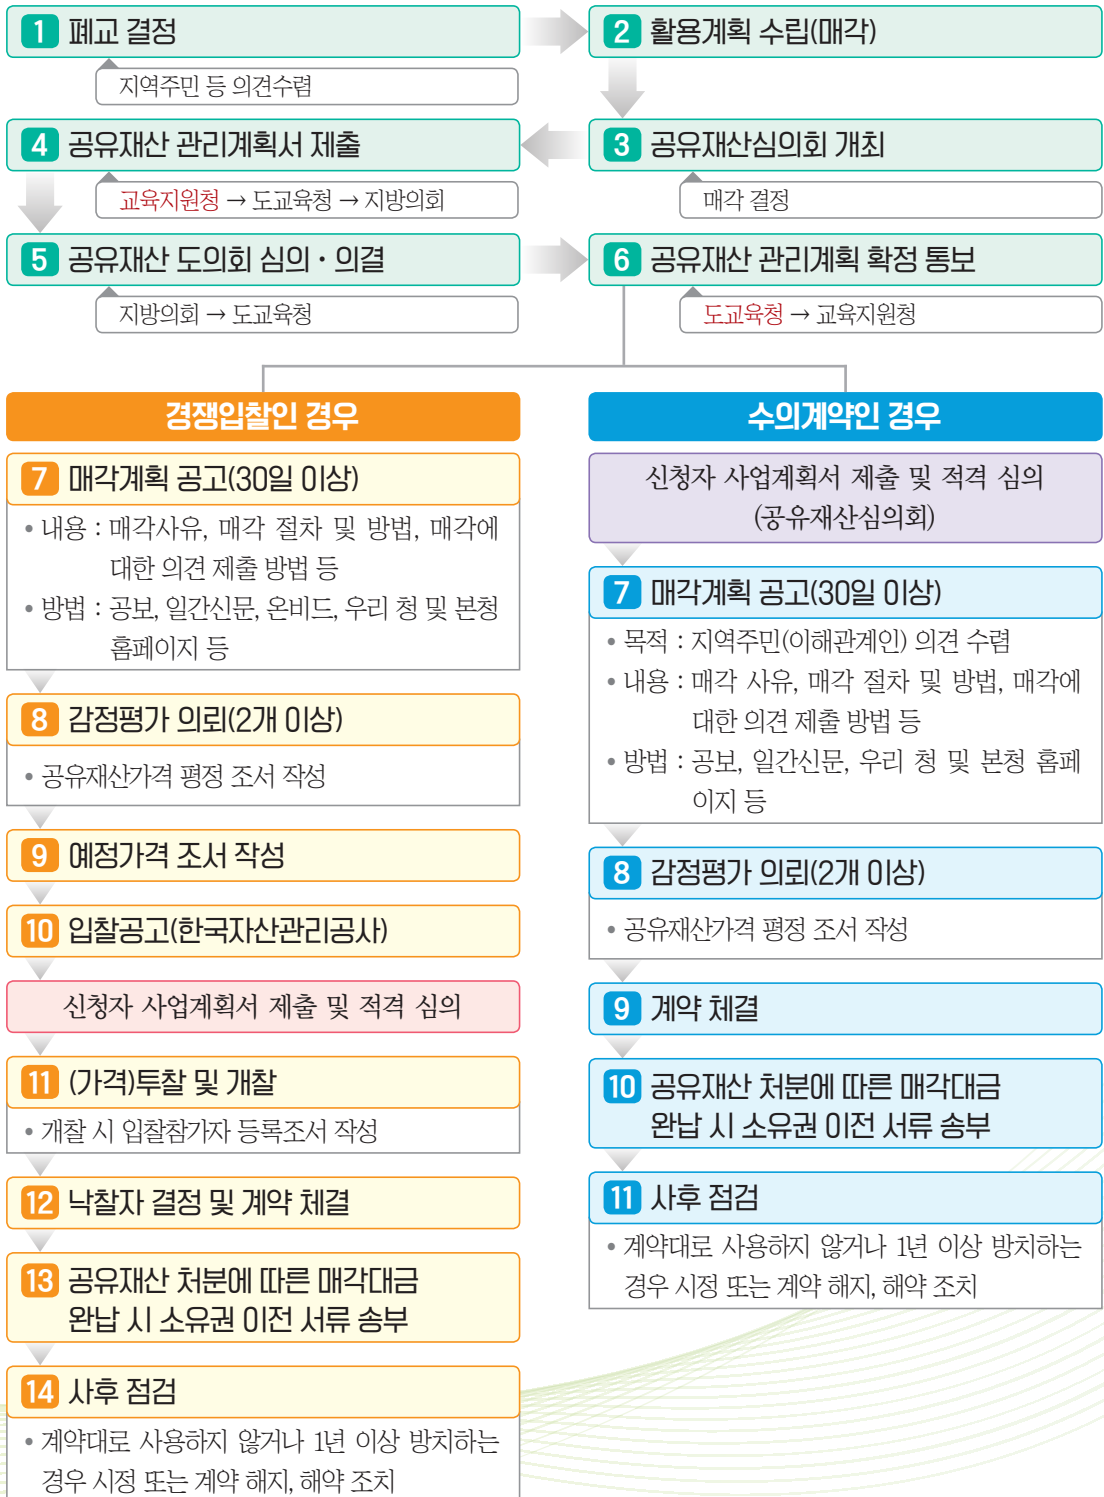 1 폐교 결정
지역주민 등 의견수렴
2 활용계획 수립(매각)
3 공유재산심의회 개최
매각 결정
4 공유재산 관리계획서 제출
교육지원청 → 도교육청 → 지방의회
5 공유재산 도의회 심의 · 의결
지방의회 → 도교육청
6 공유재산 관리계획 확정 통보
도교육청 → 교육지원청
경쟁입찰인 경우
7 매각계획 공고(30일 이상)
• 내용 : 매각사유, 매각 절차 및 방법, 매각에
대한 의견 제출 방법 등
• 방법 : 공보, 일간신문, 온비드, 우리 청 및 본청
홈페이지 등
8 감정평가 의뢰(2개 이상)
• 공유재산가격 평정 조서 작성
9 예정가격 조서 작성
10 입찰공고(한국자산관리공사)
신청자 사업계획서 제출 및 적격 심의
11 (가격)투찰 및 개찰
• 개찰 시 입찰참가자 등록조서 작성
12 낙찰자 결정 및 계약 체결
13 공유재산 처분에 따른 매각대금
완납 시 소유권 이전 서류 송부
14 사후 점검
• 계약대로 사용하지 않거나 1년 이상 방치하는
경우 시정 또는 계약 해지, 해약 조치
수의계약인 경우
신청자 사업계획서 제출 및 적격 심의
(공유재산심의회)
7 매각계획 공고(30일 이상)
• 목적 : 지역주민(이해관계인) 의견 수렴
• 내용 : 매각 사유, 매각 절차 및 방법, 매각에
대한 의견 제출 방법 등
• 방법 : 공보, 일간신문, 우리 청 및 본청 홈페
이지 등
8 감정평가 의뢰(2개 이상)
• 공유재산가격 평정 조서 작성
9 계약 체결
10 공유재산 처분에 따른 매각대금
완납 시 소유권 이전 서류 송부
11 사후 점검
• 계약대로 사용하지 않거나 1년 이상 방치하는
경우 시정 또는 계약 해지, 해약 조치